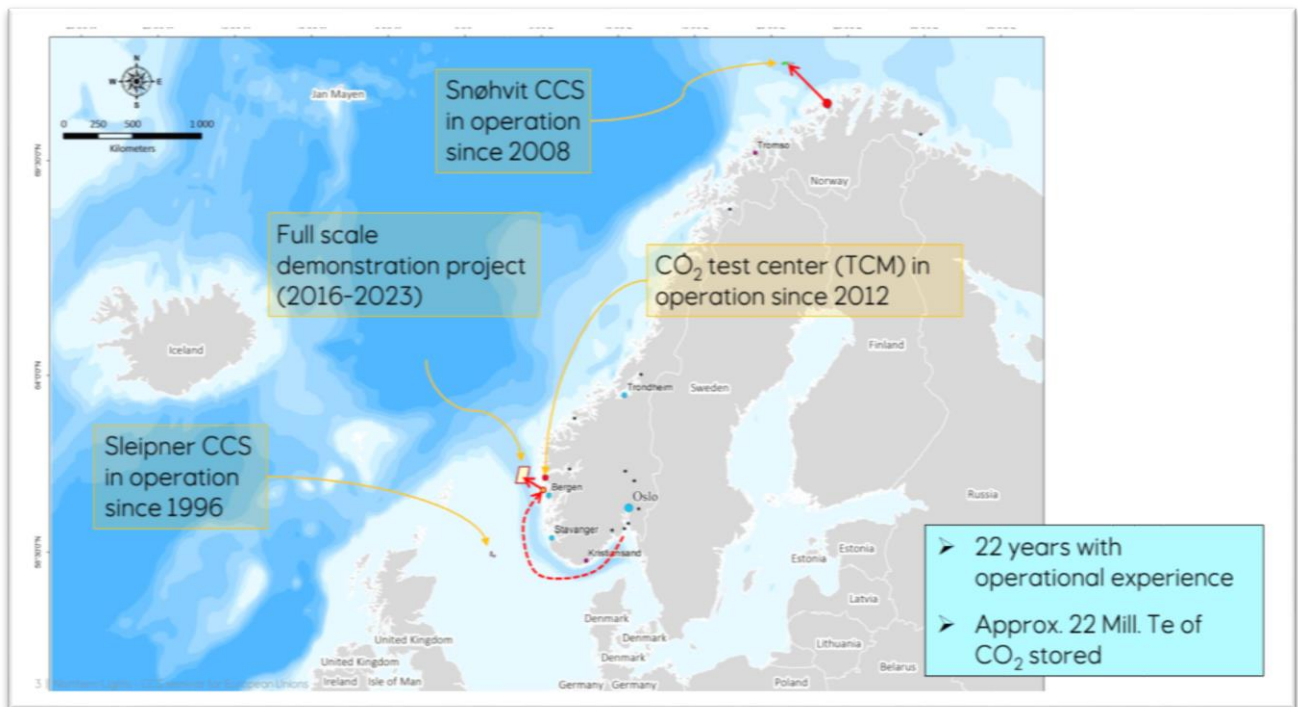 N
W
E
S
0 250 500 1 000
Kilometers
Jan Mayen
Snøhvit CCS
in operation
since 2008
Tromsø
Norway
Full scale
demonstration project
(2016-2023)
CO₂ test center (TCM) in
operation since 2012
Iceland
Finland
Trondheim
Sweden
Sleipner CCS
in operation
since 1996
Bergen
Oslo
Russia
Stavanger
Kristiansand
Estonia
Estonia
Latvia
Denmark
Denmark
Denmark
Lithuania
United Kingdom
United Kingdom
Belarus
Ireland
Isle of Man
Germany
Germany
Poland
➤ 22 years with
operational experience
➤ Approx. 22 Mill. Te of
CO₂ stored
3